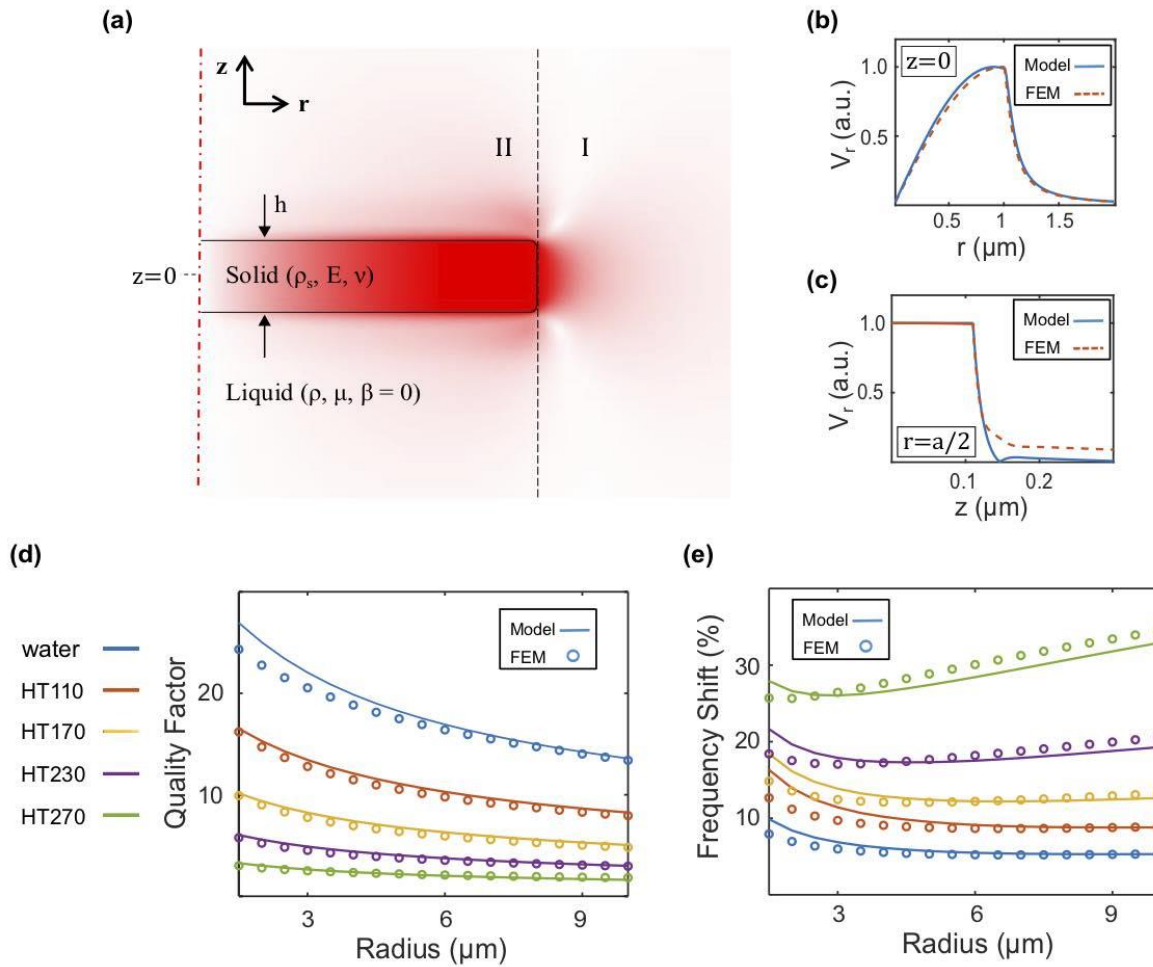 (a)
z
r
II
I
h
z=0
Solid (ρs, E, ν)
Liquid (ρ, μ, β = 0)
(b)
z=0
Model
FEM
1.0
0.5
Vr (a.u.)
0.5
1
1.5
r (μm)
(c)
Model
FEM
1.0
0.5
Vr (a.u.)
r=a/2
0.1
0.2
z (μm)
(d)
water
HT110
HT170
HT230
HT270
Quality Factor
20
10
Model
FEM
3
6
9
Radius (μm)
(e)
Model
FEM
Frequency Shift (%)
30
20
10
3
6
9
Radius (μm)